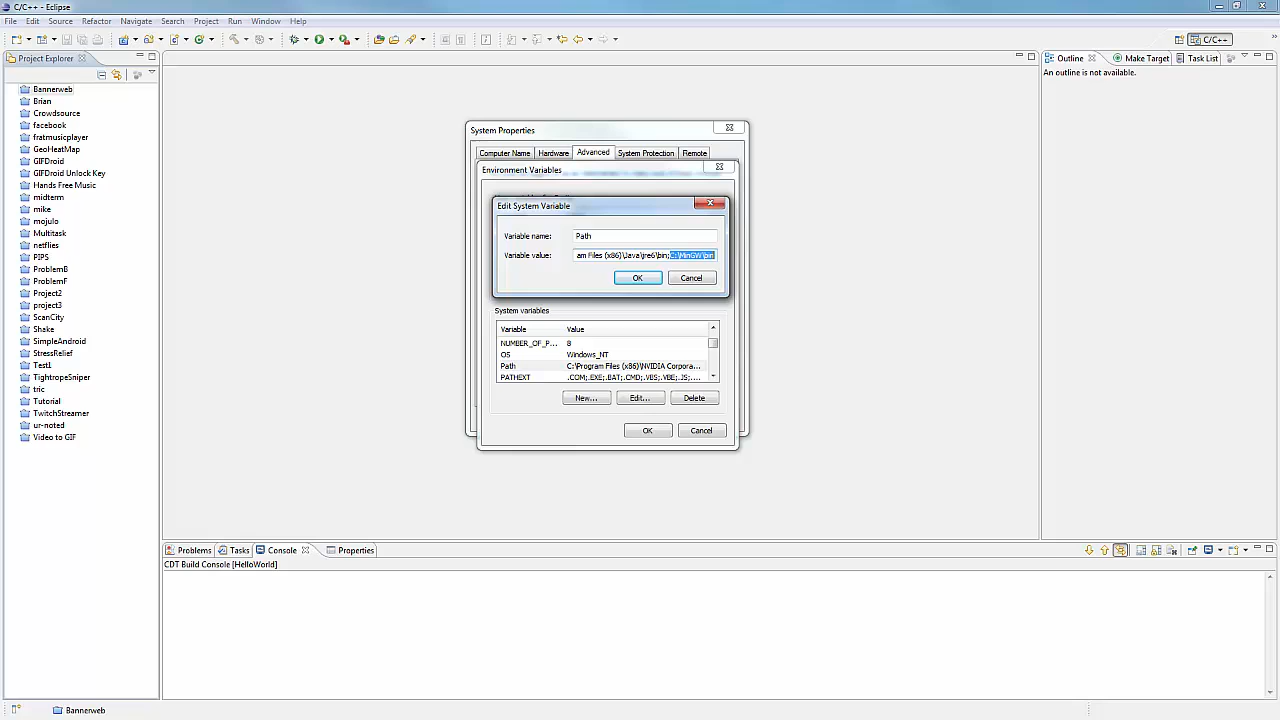 C/C++ - Eclipse
File Edit Source Refactor Navigate Search Project Run Window Help
C/C++
Project Explorer
Bannerweb
Brian
Crowdsource
facebook
fratmusicplayer
GeoHeatMap
GIFDroid
GIFDroid Unlock Key
Hands Free Music
midterm
mike
mojulo
Multitask
netflies
PIPS
ProblemB
ProblemF
Project2
project3
ScanCity
Shake
SimpleAndroid
StressRelief
Test1
TightropeSniper
tric
Tutorial
TwitchStreamer
ur-noted
Video to GIF
Outline Make Target Task List
An outline is not available.
System Properties
Computer Name Hardware Advanced System Protection Remote
Environment Variables
Edit System Variable
Variable name: Path
Variable value: am Files (x86)\Java\jre6\bin;C:\MinGW\bin
OK Cancel
System variables
Variable Value
NUMBER_OF_P... 8
OS Windows_NT
Path C:\Program Files (x86)\NVIDIA Corpora...
PATHEXT .COM;.EXE;.BAT;.CMD;.VBS;.VBE;.JS;....
New... Edit... Delete
OK Cancel
Problems Tasks Console Properties
CDT Build Console [HelloWorld]
Bannerweb